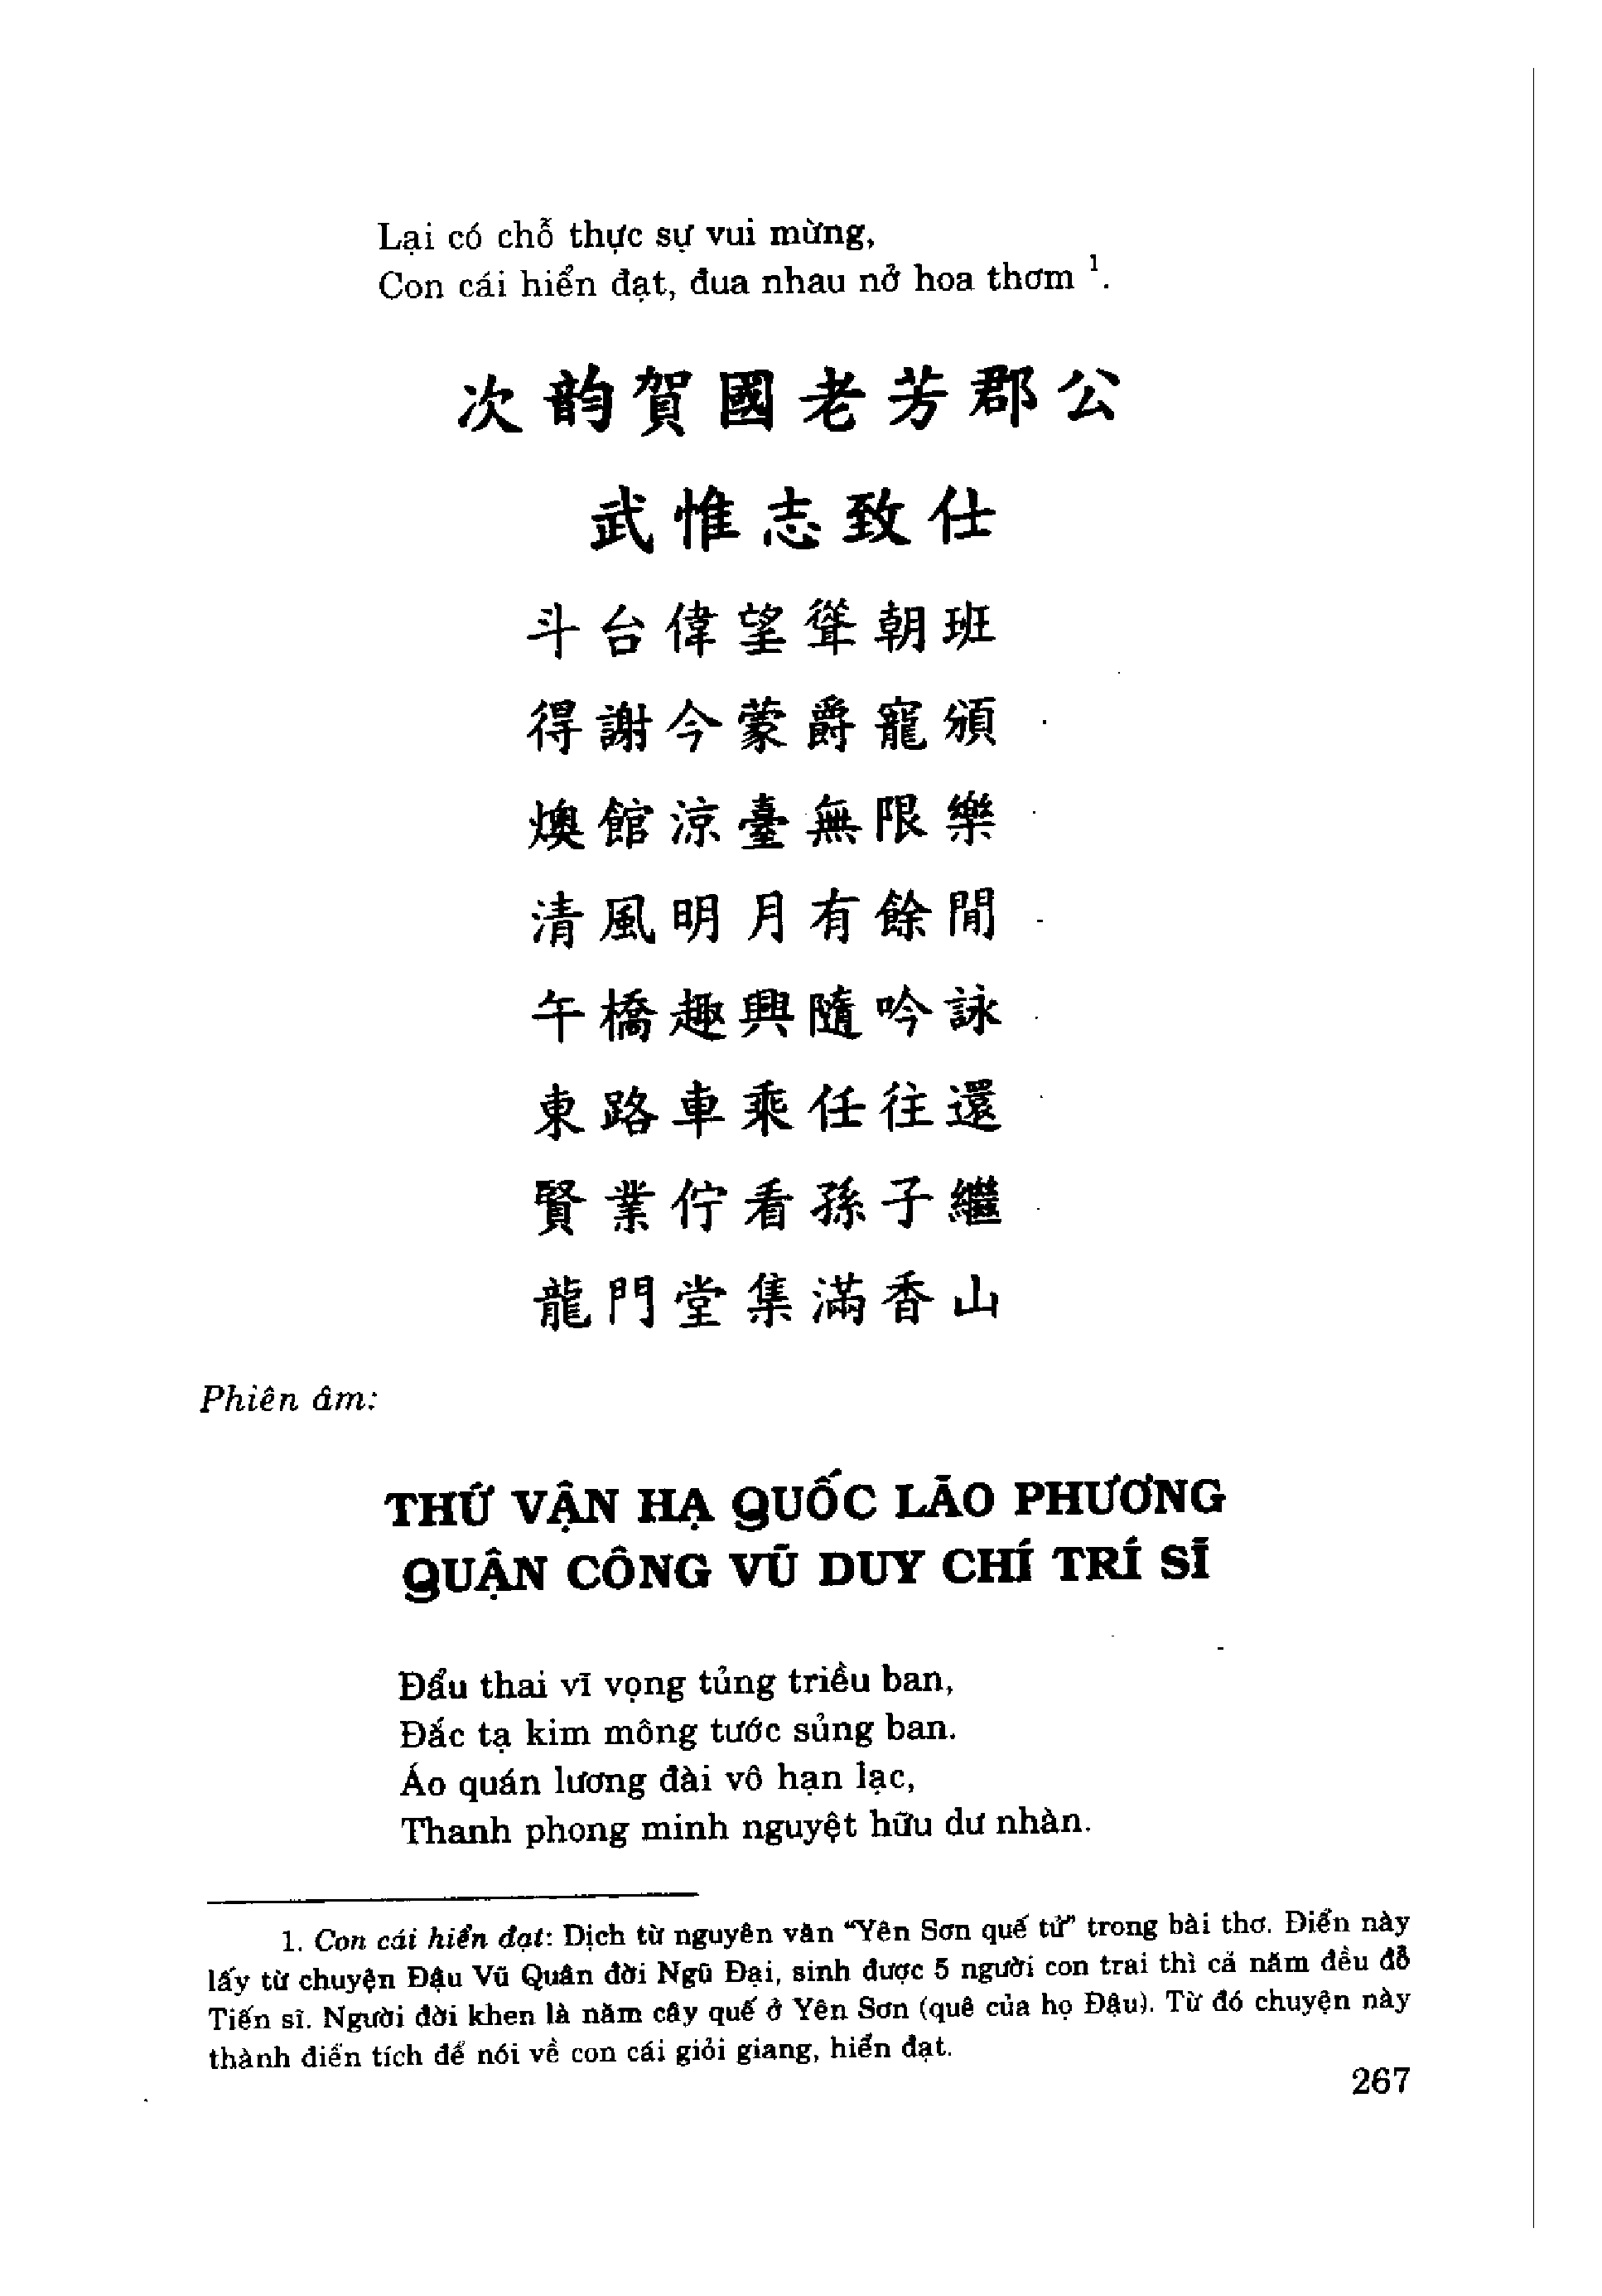 Lại có chỗ thực sự vui mừng,
Con cái hiển đạt, đua nhau nở hoa thơm ¹.
次韵賀國老芳郡公
武惟志致仕
斗台偉望聳朝班
得謝今蒙爵寵頒
燠館涼臺無限樂
清風明月有餘閒
午橋趣興隨吟詠
東路車乘任往還
賢業佇看孫子繼
龍門堂集滿香山
Phiên âm:
THỨ VẬN HẠ QUỐC LÃO PHƯƠNG
QUẬN CÔNG VŨ DUY CHÍ TRÍ SĨ
Đẩu thai vĩ vọng tủng triều ban,
Đắc tạ kim mông tước sủng ban.
Áo quán lương đài vô hạn lạc,
Thanh phong minh nguyệt hữu dư nhàn.
1. Con cái hiển đạt: Dịch từ nguyên văn “Yên Sơn quế tử” trong bài thơ. Điển này
lấy từ chuyện Đậu Vũ Quân đời Ngũ Đại, sinh được 5 người con trai thì cả năm đều đỗ
Tiến sĩ. Người đời khen là năm cây quế ở Yên Sơn (quê của họ Đậu). Từ đó chuyện này
thành điển tích để nói về con cái giỏi giang, hiển đạt.
267